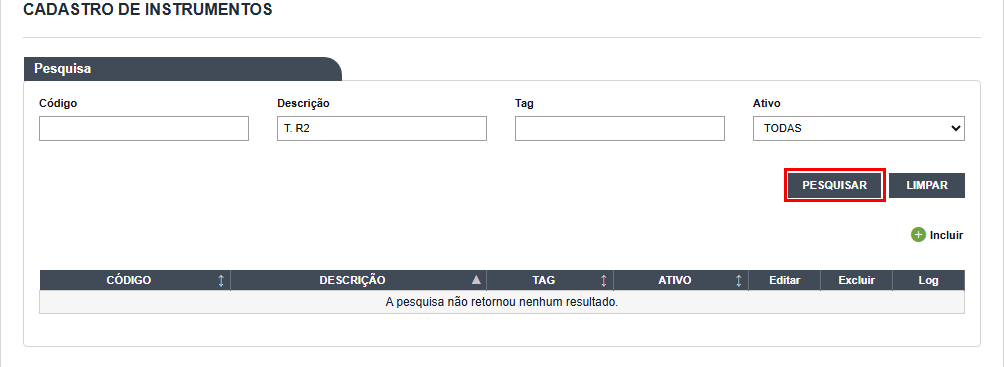 CADASTRO DE INSTRUMENTOS
Pesquisa
Código Descrição Tag Ativo
T. R2 TODAS
PESQUISAR LIMPAR
Incluir
CÓDIGO DESCRIÇÃO TAG ATIVO Editar Excluir Log
A pesquisa não retornou nenhum resultado.